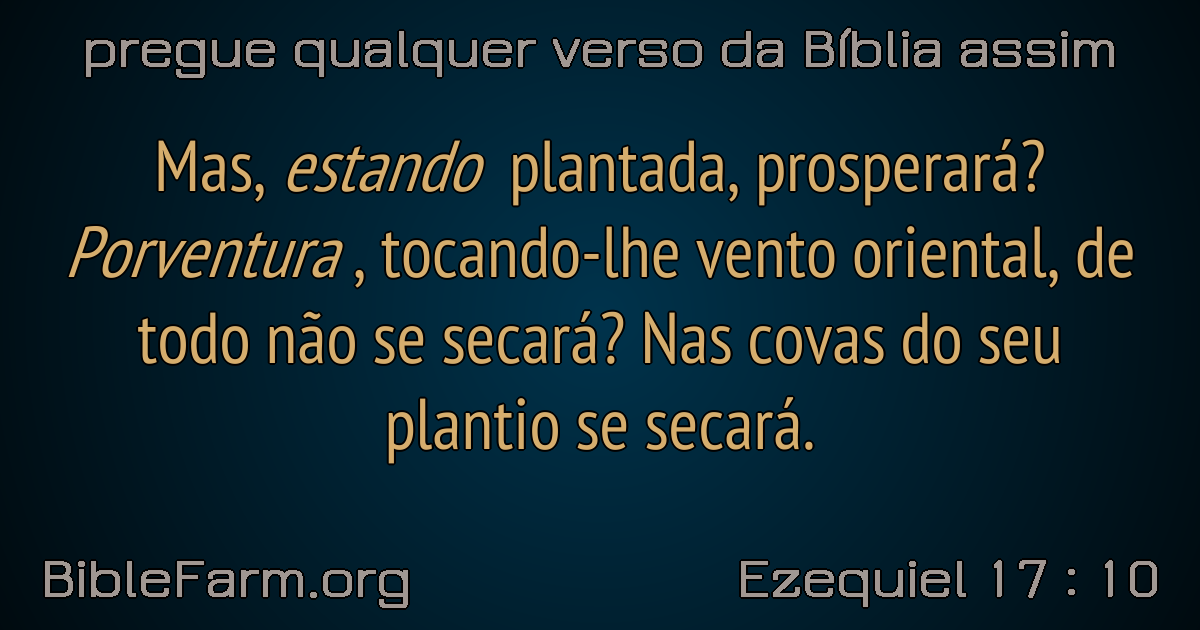 pregue qualquer verso da Bíblia assim
Mas, estando plantada, prosperará?
Porventura , tocando-lhe vento oriental, de
todo não se secará? Nas covas do seu
plantio se secará.
BibleFarm.org
Ezequiel 17 : 10